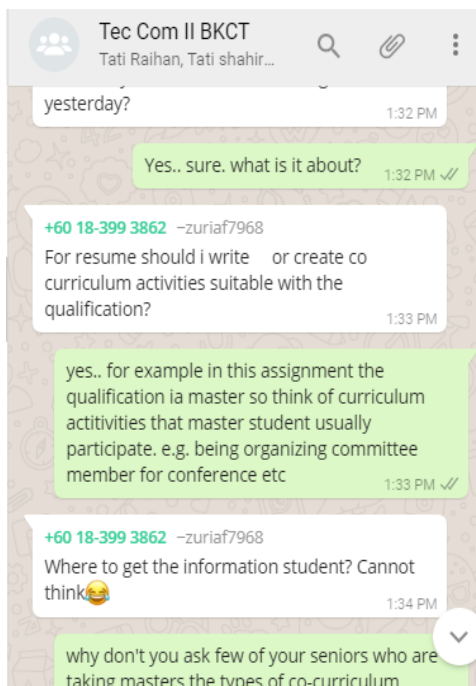 Tec Com II BKCT
Tati Raihan, Tati shahir...
yesterday?
1:32 PM
Yes.. sure. what is it about?
1:32 PM
+60 18-399 3862 ~zuriaf7968
For resume should i write or create co
curriculum activities suitable with the
qualification?
1:33 PM
yes.. for example in this assignment the
qualification ia master so think of curriculum
actitivities that master student usually
participate. e.g. being organizing committee
member for conference etc
1:33 PM
+60 18-399 3862 ~zuriaf7968
Where to get the information student? Cannot
think😂
1:34 PM
why don't you ask few of your seniors who are
taking masters the types of co-curriculum